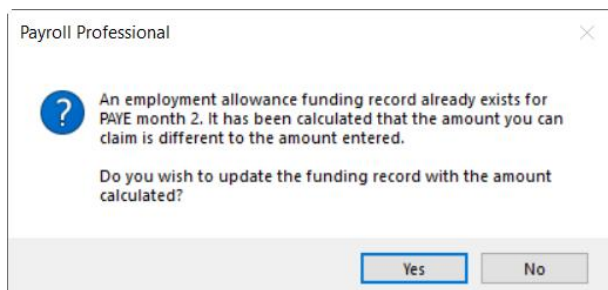 Payroll Professional
An employment allowance funding record already exists for
PAYE month 2. It has been calculated that the amount you can
claim is different to the amount entered.
Do you wish to update the funding record with the amount
calculated?
Yes
No